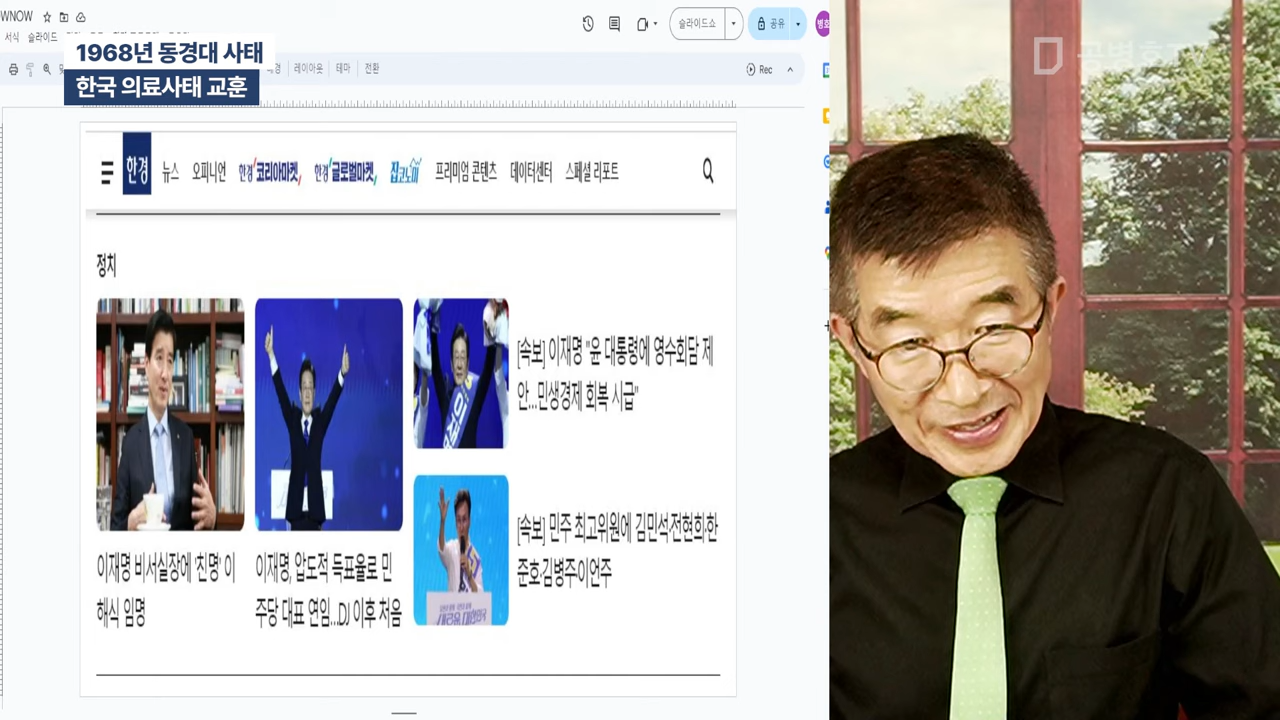 WNOW
서식 슬라이드
슬라이드쇼
공유
병호
1968년 동경대 사태
한국 의료사태 교훈
레이아웃
테마
전환
Rec
공병호TV
한경
뉴스
오피니언
한경 코리아마켓
한경 글로벌마켓
집코노미
프리미엄 콘텐츠
데이터센터
스페셜 리포트
정치
이재명 비서실장에 '친명' 이
해식 임명
이재명, 압도적 득표율로 민
주당 대표 연임...DJ 이후 처음
[속보] 이재명 "윤 대통령에 영수회담 제
안...민생경제 회복 시급"
[속보] 민주 최고위원에 김민석·전현희·한
준호·김병주·이언주